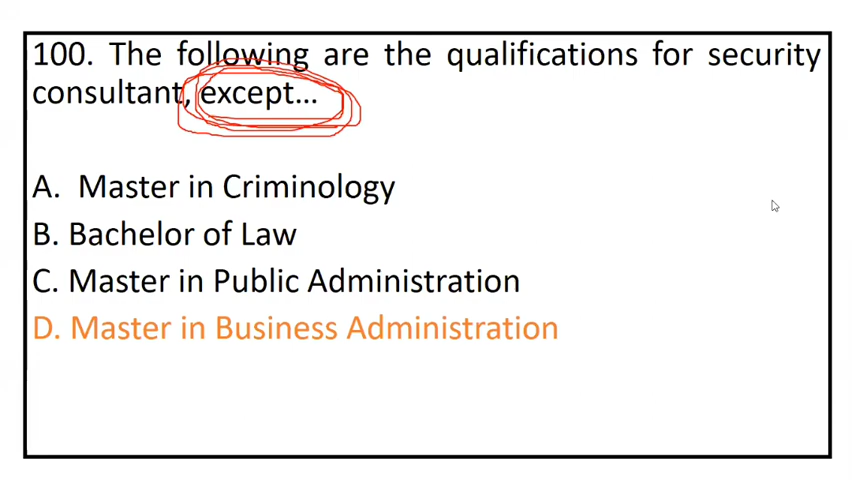 100. The following are the qualifications for security
consultant, except...
A. Master in Criminology
B. Bachelor of Law
C. Master in Public Administration
D. Master in Business Administration